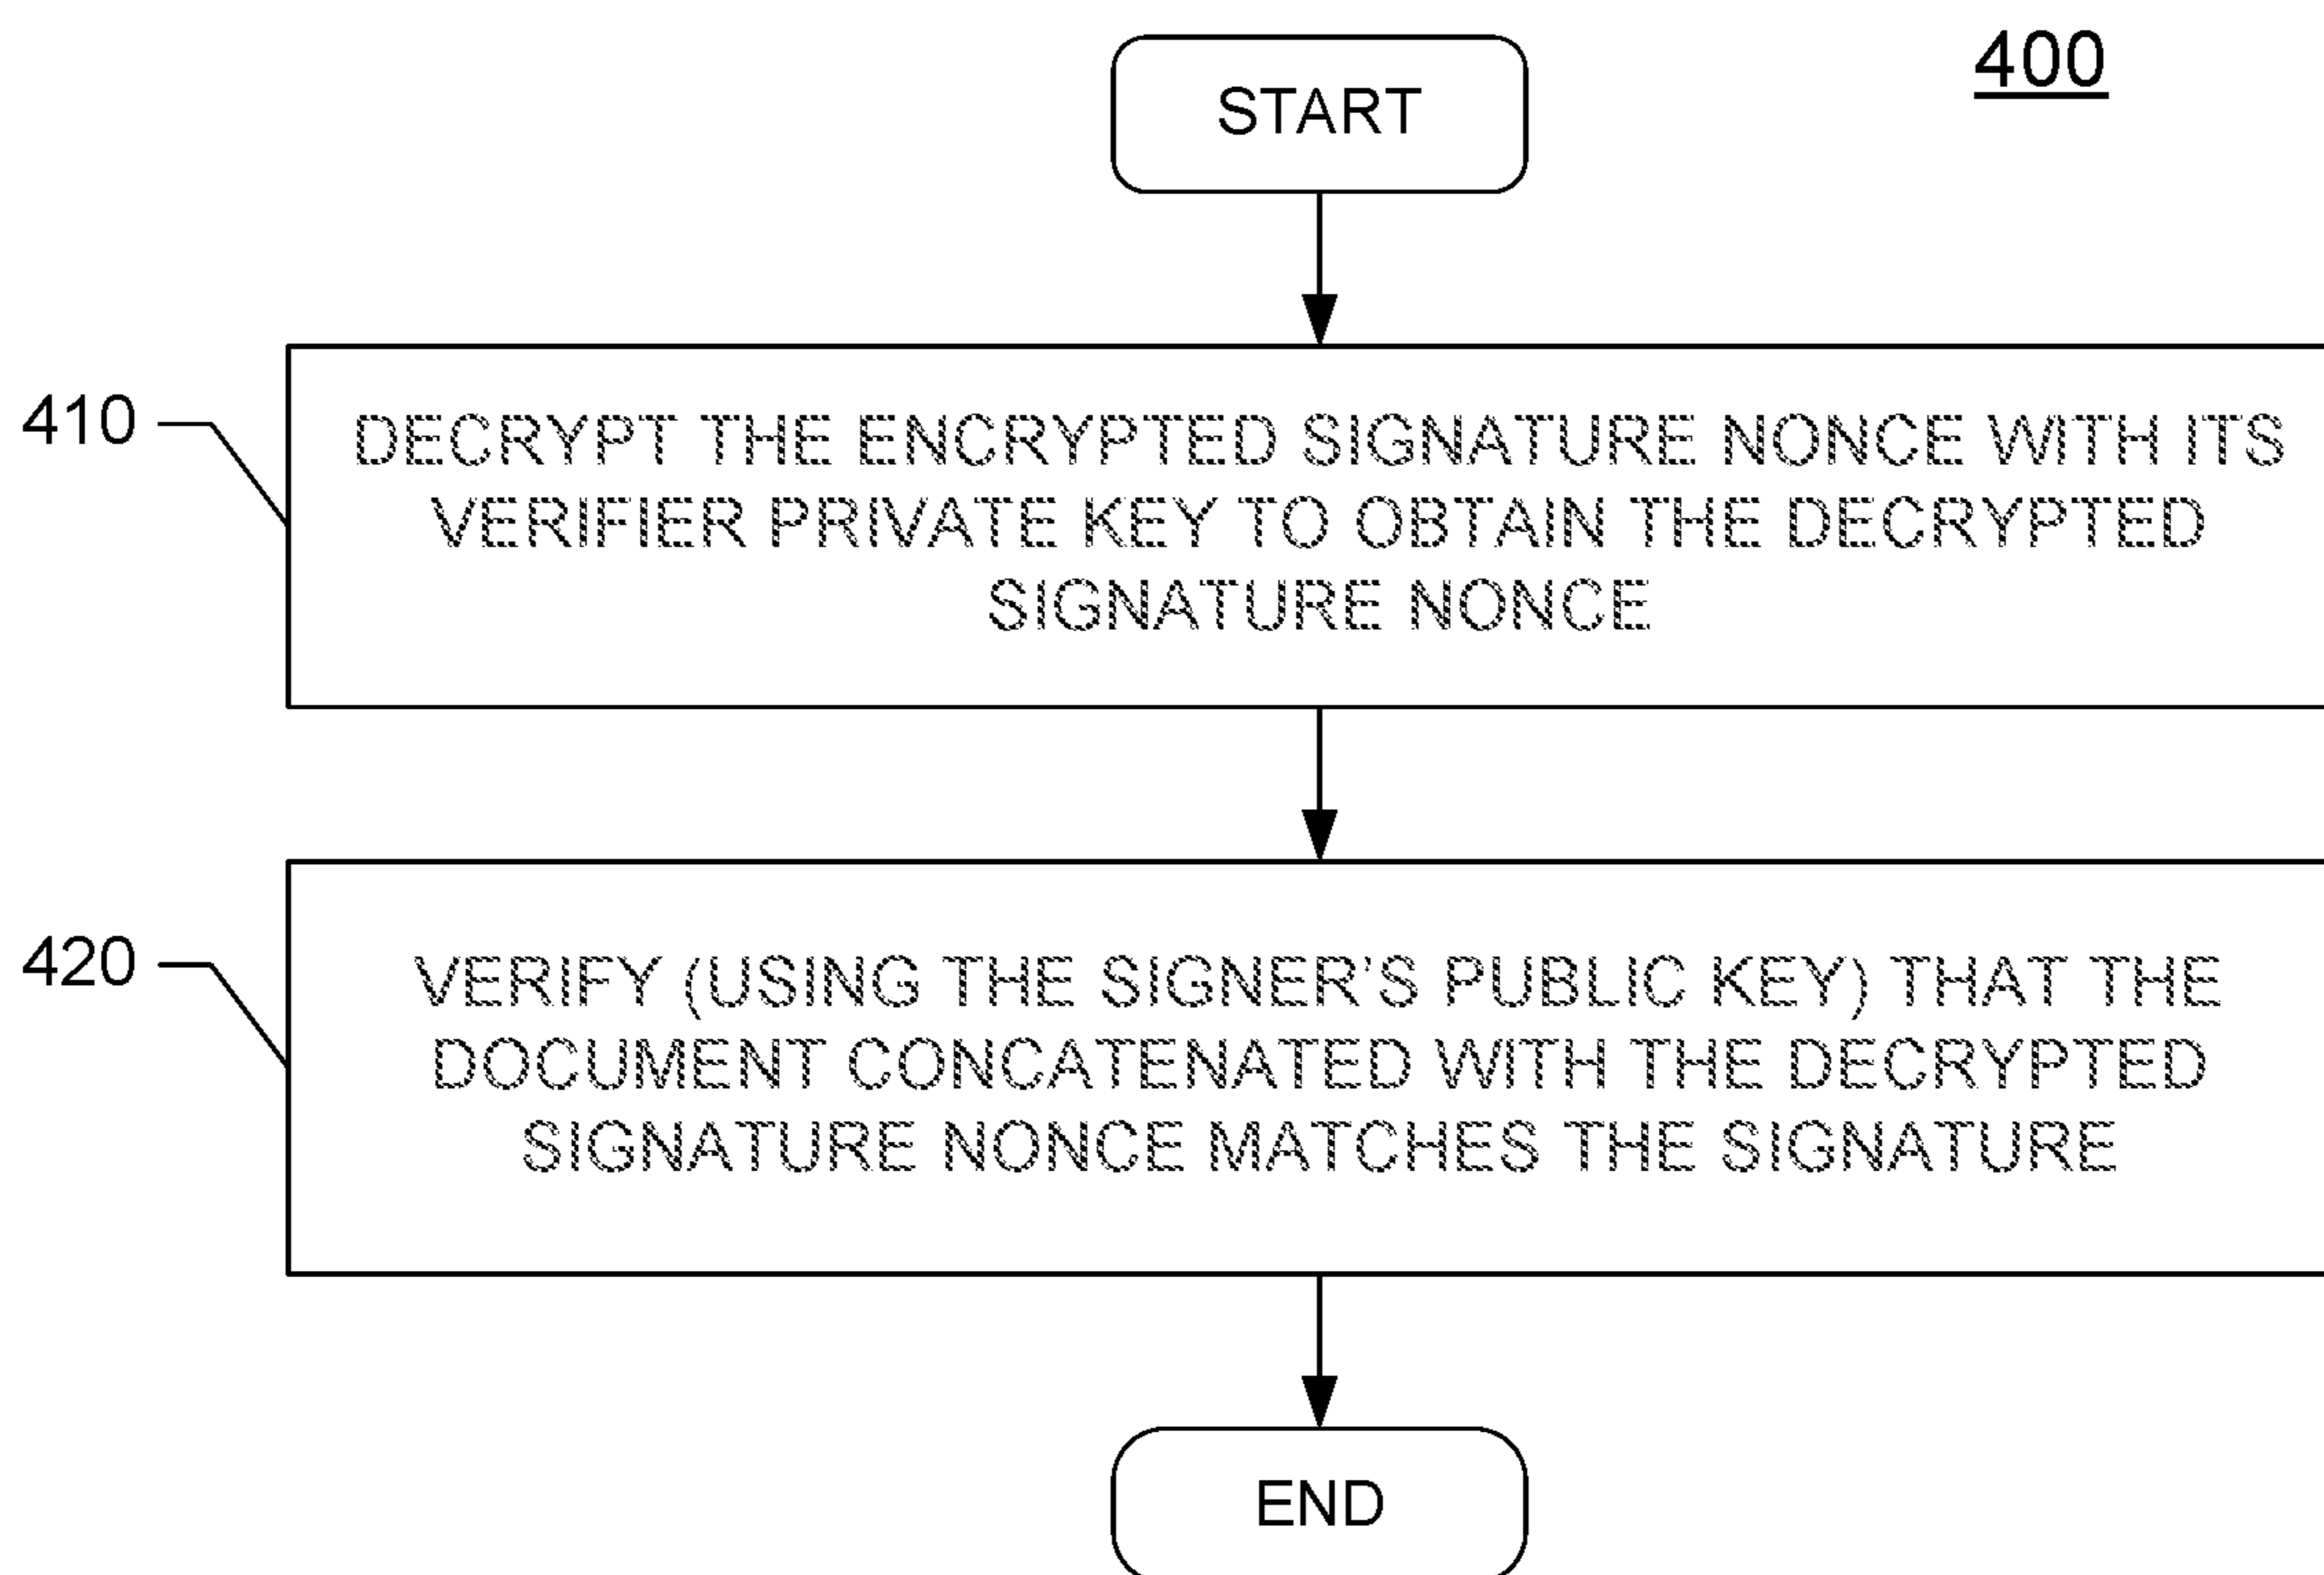 400
START
410
DECRYPT THE ENCRYPTED SIGNATURE NONCE WITH ITS
VERIFIER PRIVATE KEY TO OBTAIN THE DECRYPTED
SIGNATURE NONCE
420
VERIFY (USING THE SIGNER'S PUBLIC KEY) THAT THE
DOCUMENT CONCATENATED WITH THE DECRYPTED
SIGNATURE NONCE MATCHES THE SIGNATURE
END